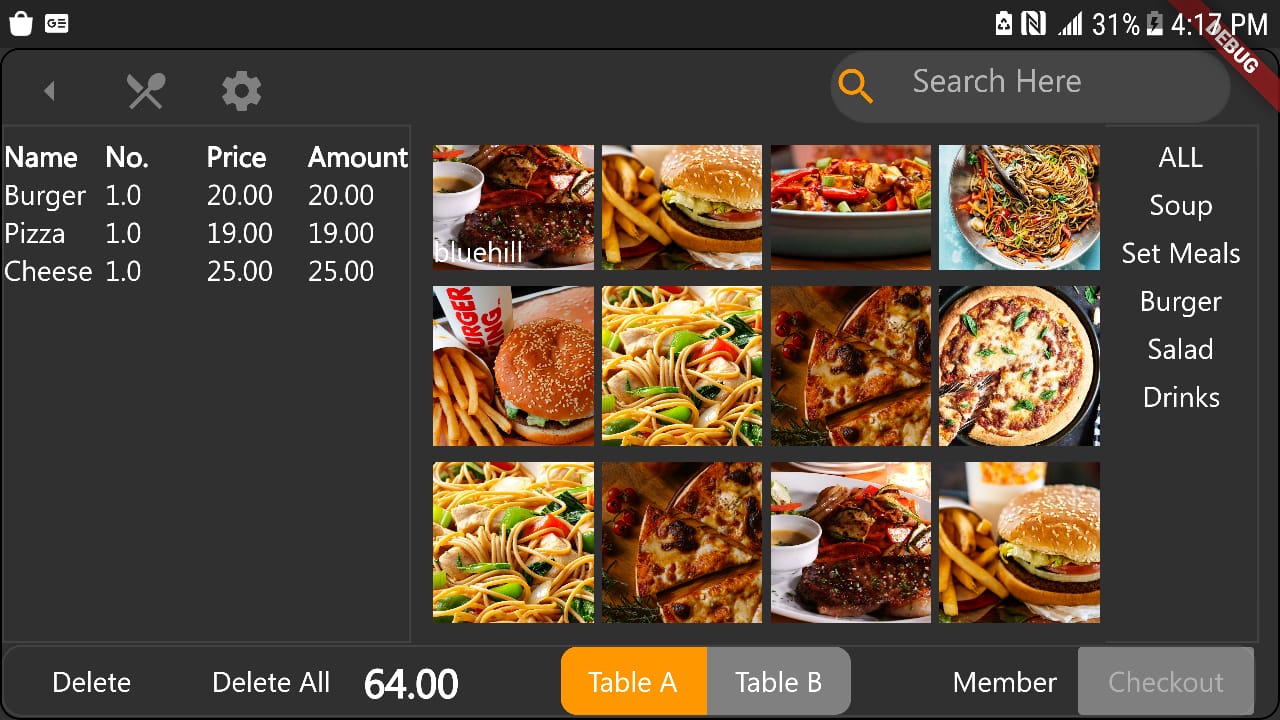 GE 31% 4:17 PM
DEBUG
Search Here
Name No. Price Amount
Burger 1.0 20.00 20.00
Pizza 1.0 19.00 19.00
Cheese 1.0 25.00 25.00
bluehill
BURGER
KING
ALL
Soup
Set Meals
Burger
Salad
Drinks
Delete Delete All 64.00 Table A Table B Member Checkout